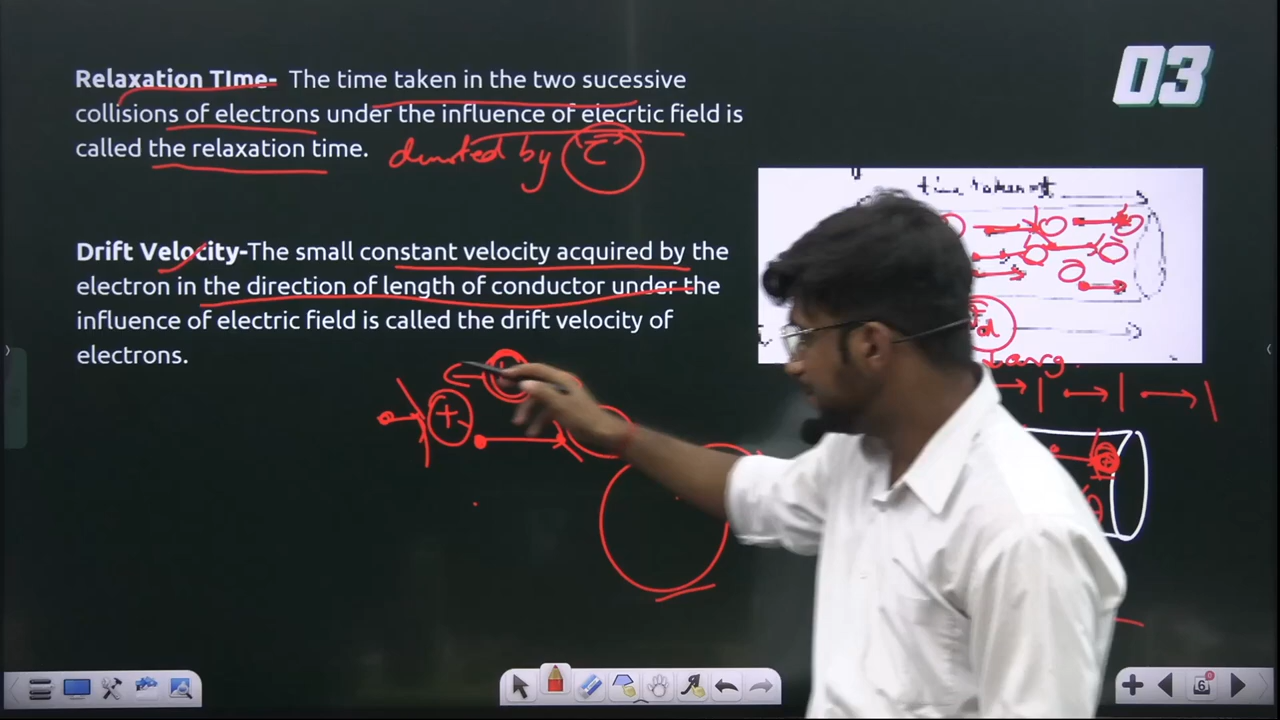 03
Relaxation TIme- The time taken in the two sucessive
collisions of electrons under the influence of elecrtic field is
called the relaxation time. denoted by τ
Drift Velocity-The small constant velocity acquired by the
electron in the direction of length of conductor under the
influence of electric field is called the drift velocity of
electrons.
+
6